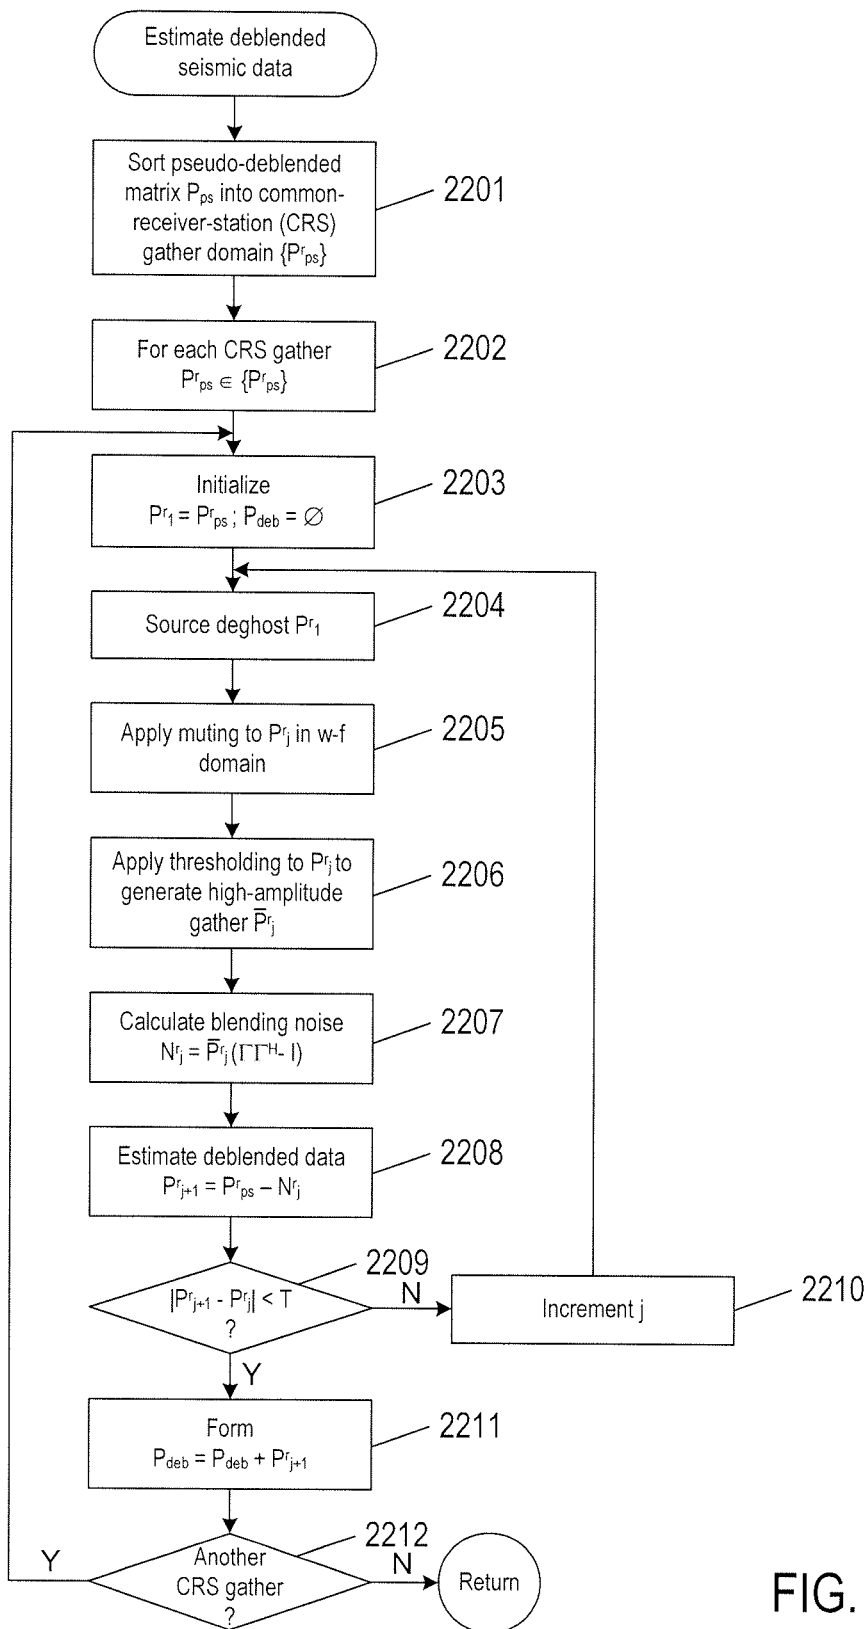 Estimate deblended
seismic data
Sort pseudo-deblended
matrix Pps into common-
receiver-station (CRS)
gather domain {Pʳps}
2201
For each CRS gather
Pʳps ∈ {Pʳps}
2202
Initialize
Pʳ₁ = Pʳps ; Pdeb = ∅
2203
Source deghost Pʳ₁
2204
Apply muting to Pʳj in w-f
domain
2205
Apply thresholding to Pʳj to
generate high-amplitude
gather P̅ʳj
2206
Calculate blending noise
Nʳj = P̅ʳj (ΓΓᴴ- I)
2207
Estimate deblended data
Pʳj+1 = Pʳps – Nʳj
2208
|Pʳj+1 - Pʳj| < T
?
2209
N
Increment j
2210
Y
Form
Pdeb = Pdeb + Pʳj+1
2211
Another
CRS gather
?
2212
Y
N
Return
FIG.